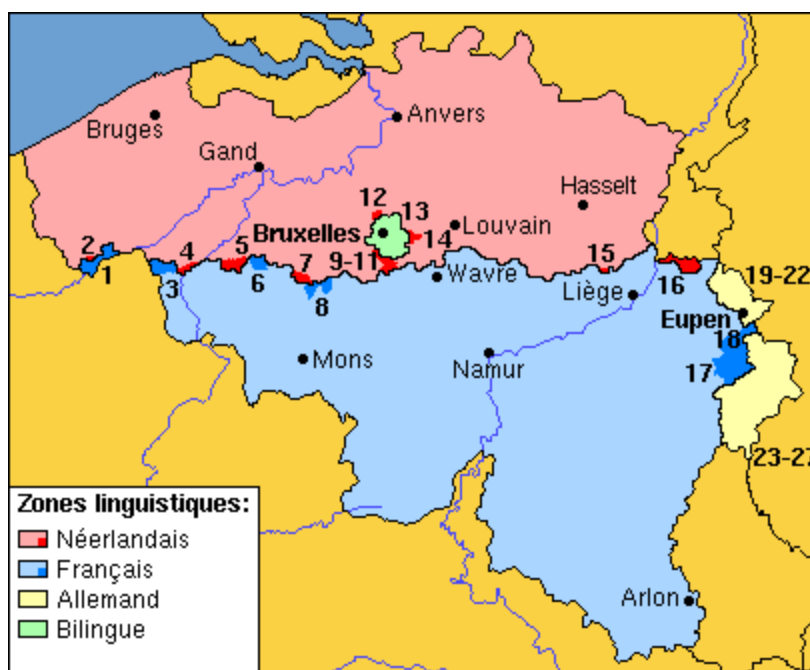 Bruges
Anvers
Gand
Hasselt
12
13
Bruxelles
Louvain
14
2
1
3
4
5
6
7
8
9-
10-11
Wavre
15
16
Liège
19-22
Eupen
18
17
Mons
Namur
23-27
Arlon
Zones linguistiques:
Néerlandais
Français
Allemand
Bilingue